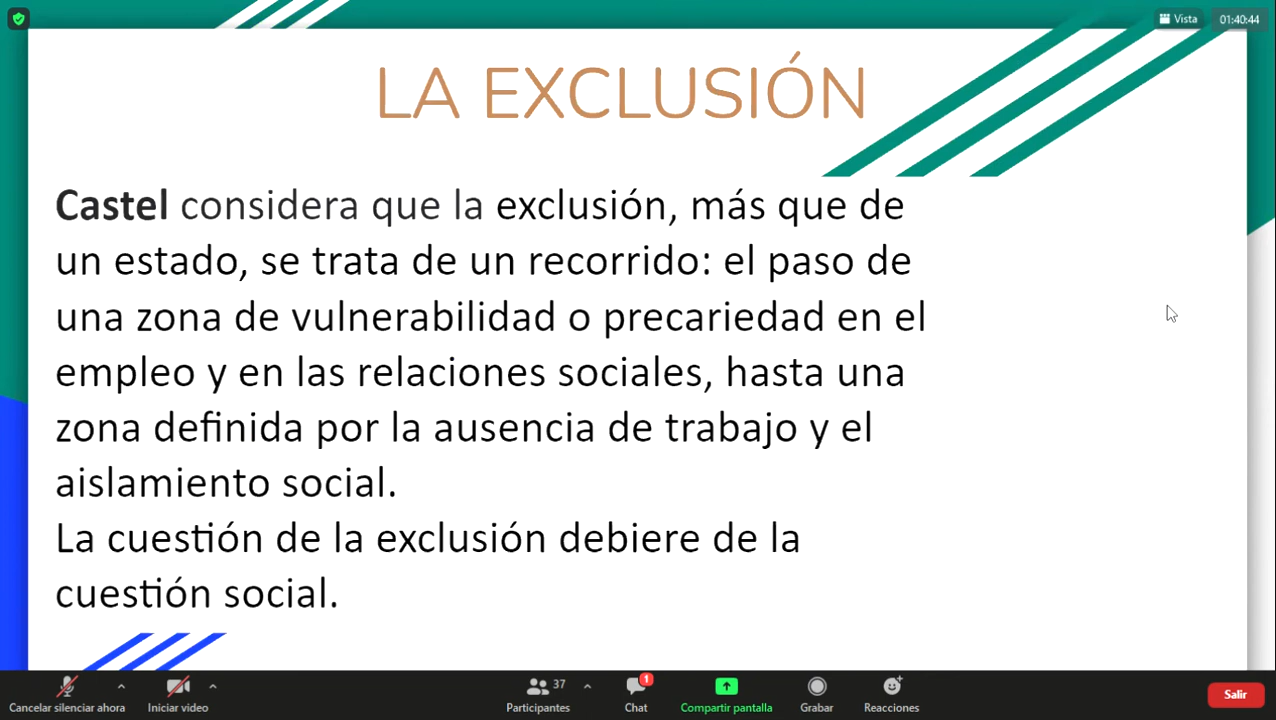 Vista
01:40:44
LA EXCLUSIÓN
Castel considera que la exclusión, más que de
un estado, se trata de un recorrido: el paso de
una zona de vulnerabilidad o precariedad en el
empleo y en las relaciones sociales, hasta una
zona definida por la ausencia de trabajo y el
aislamiento social.
La cuestión de la exclusión debiere de la
cuestión social.
37
1
Cancelar silenciar ahora
Iniciar video
Participantes
Chat
Compartir pantalla
Grabar
Reacciones
Salir